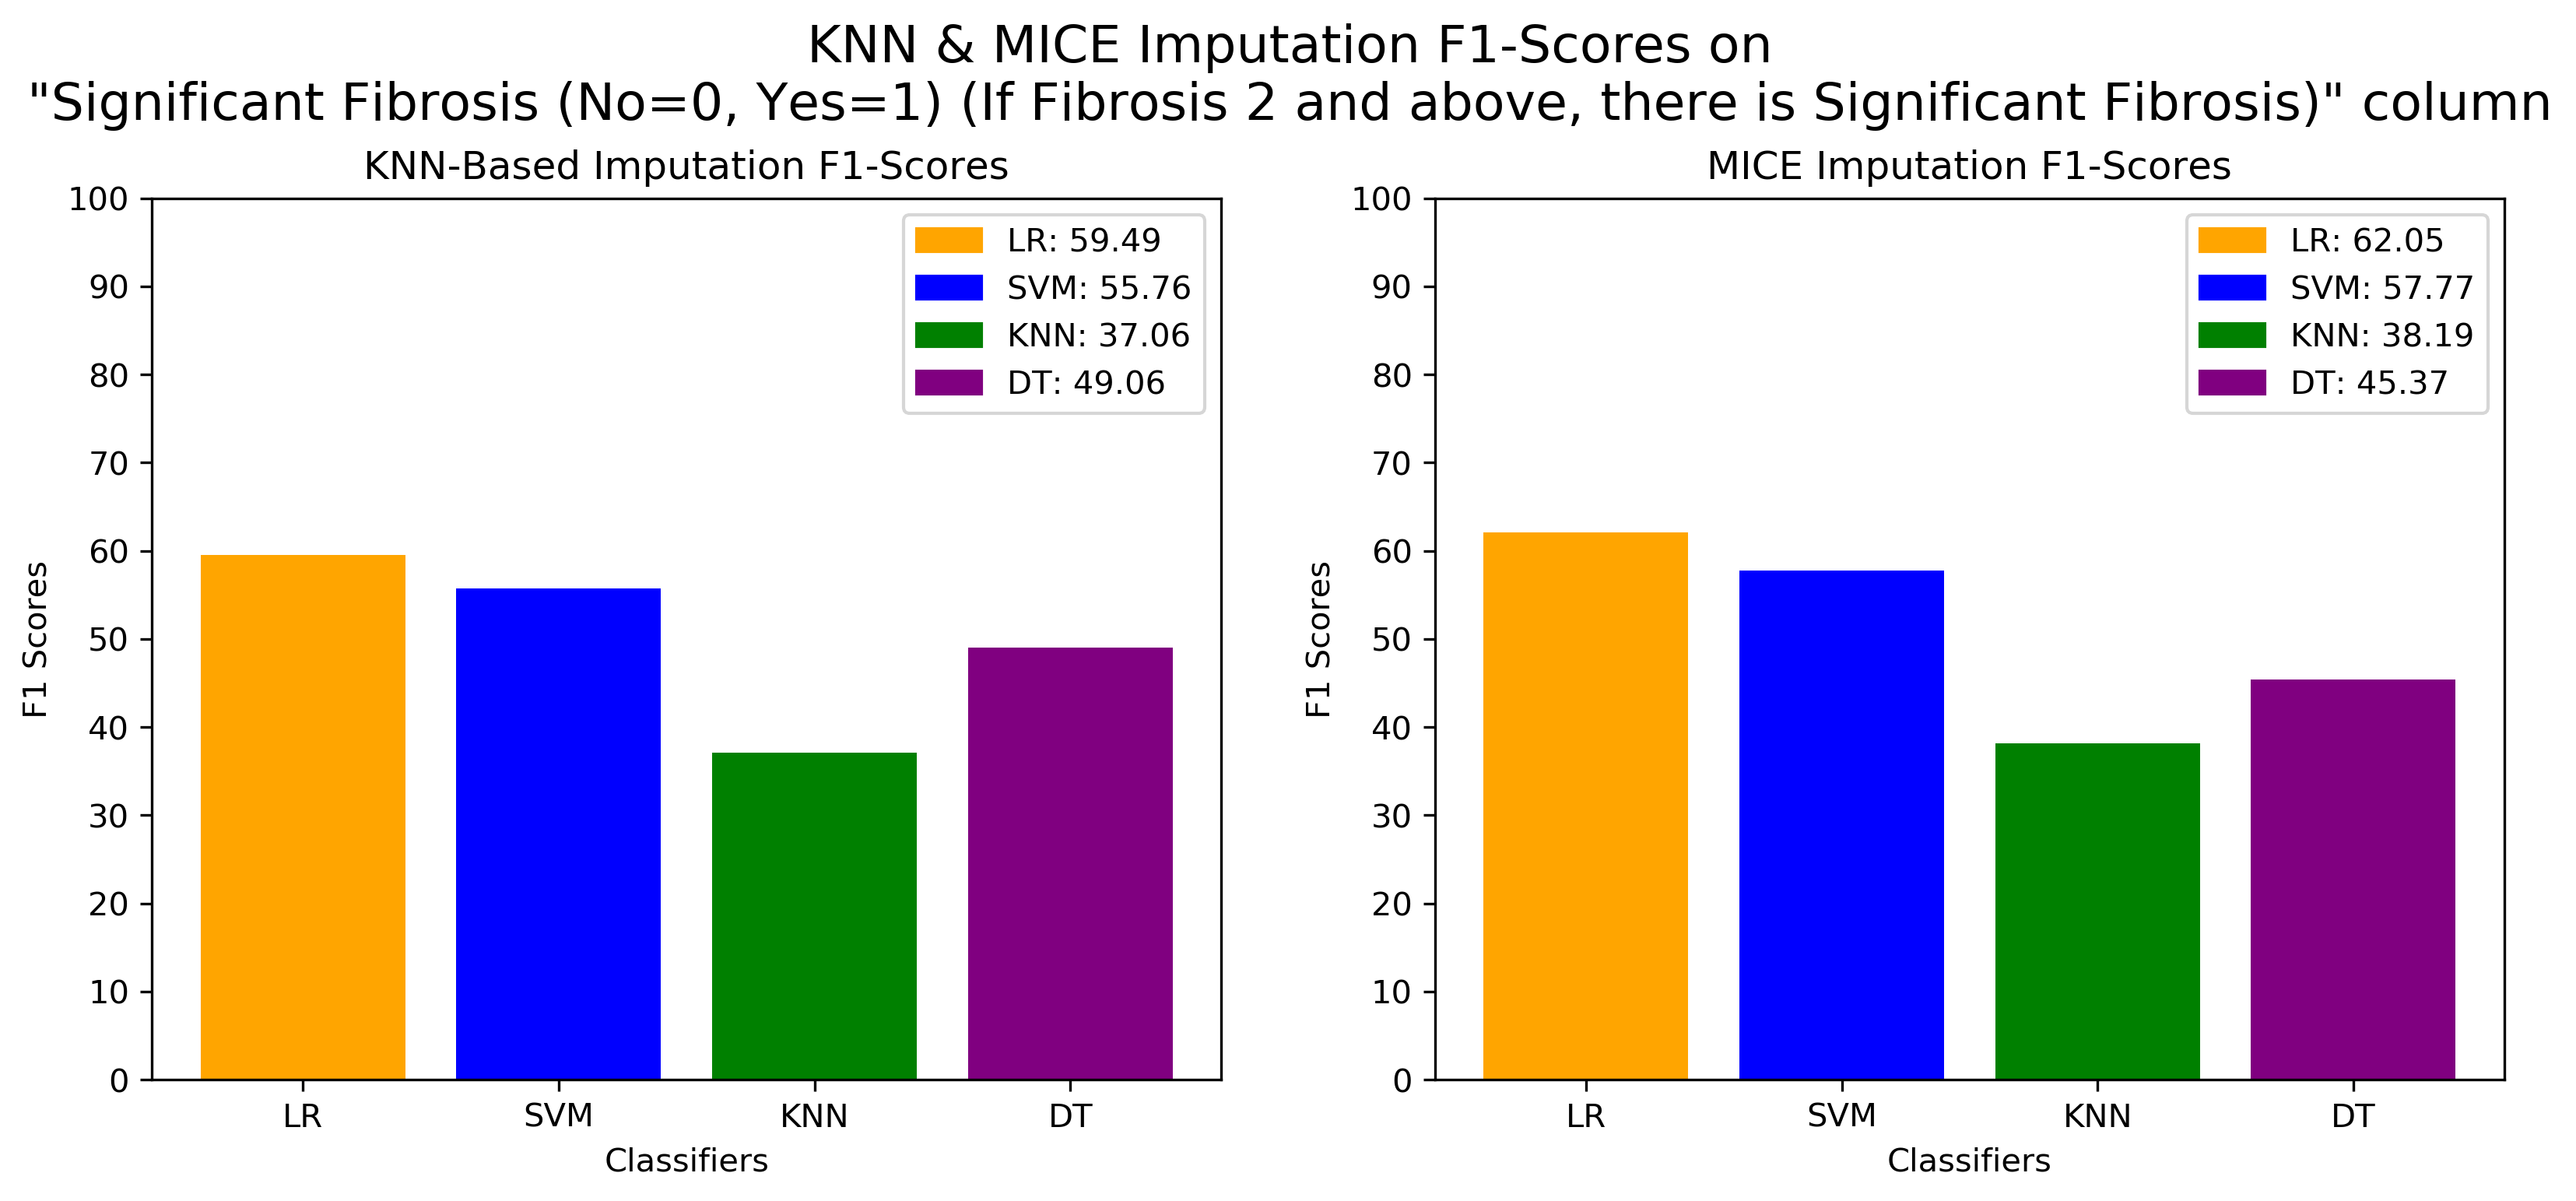 KNN & MICE Imputation F1-Scores on
"Significant Fibrosis (No=0, Yes=1) (If Fibrosis 2 and above, there is Significant Fibrosis)" column
KNN-Based Imputation F1-Scores
100
90
80
70
60
50
40
30
20
10
0
F1 Scores
LR: 59.49
SVM: 55.76
KNN: 37.06
DT: 49.06
LR
SVM
KNN
DT
Classifiers
MICE Imputation F1-Scores
100
90
80
70
60
50
40
30
20
10
0
F1 Scores
LR: 62.05
SVM: 57.77
KNN: 38.19
DT: 45.37
LR
SVM
KNN
DT
Classifiers